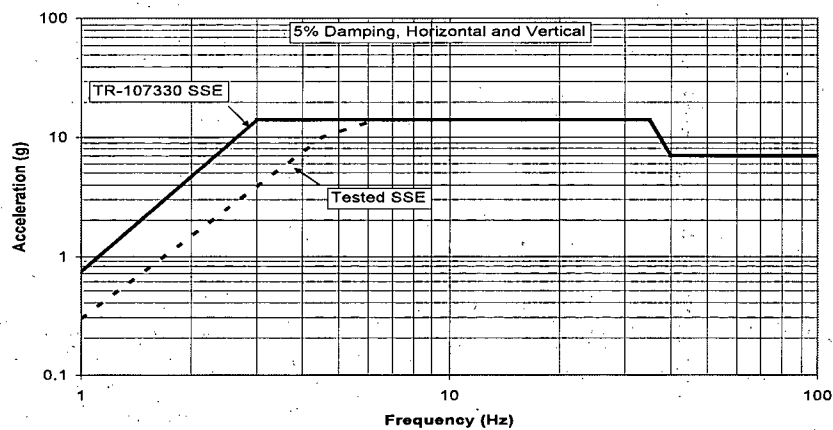 100
5% Damping, Horizontal and Vertical
TR-107330 SSE
10
Tested SSE
Acceleration (g)
1
0.1
1
10
100
Frequency (Hz)